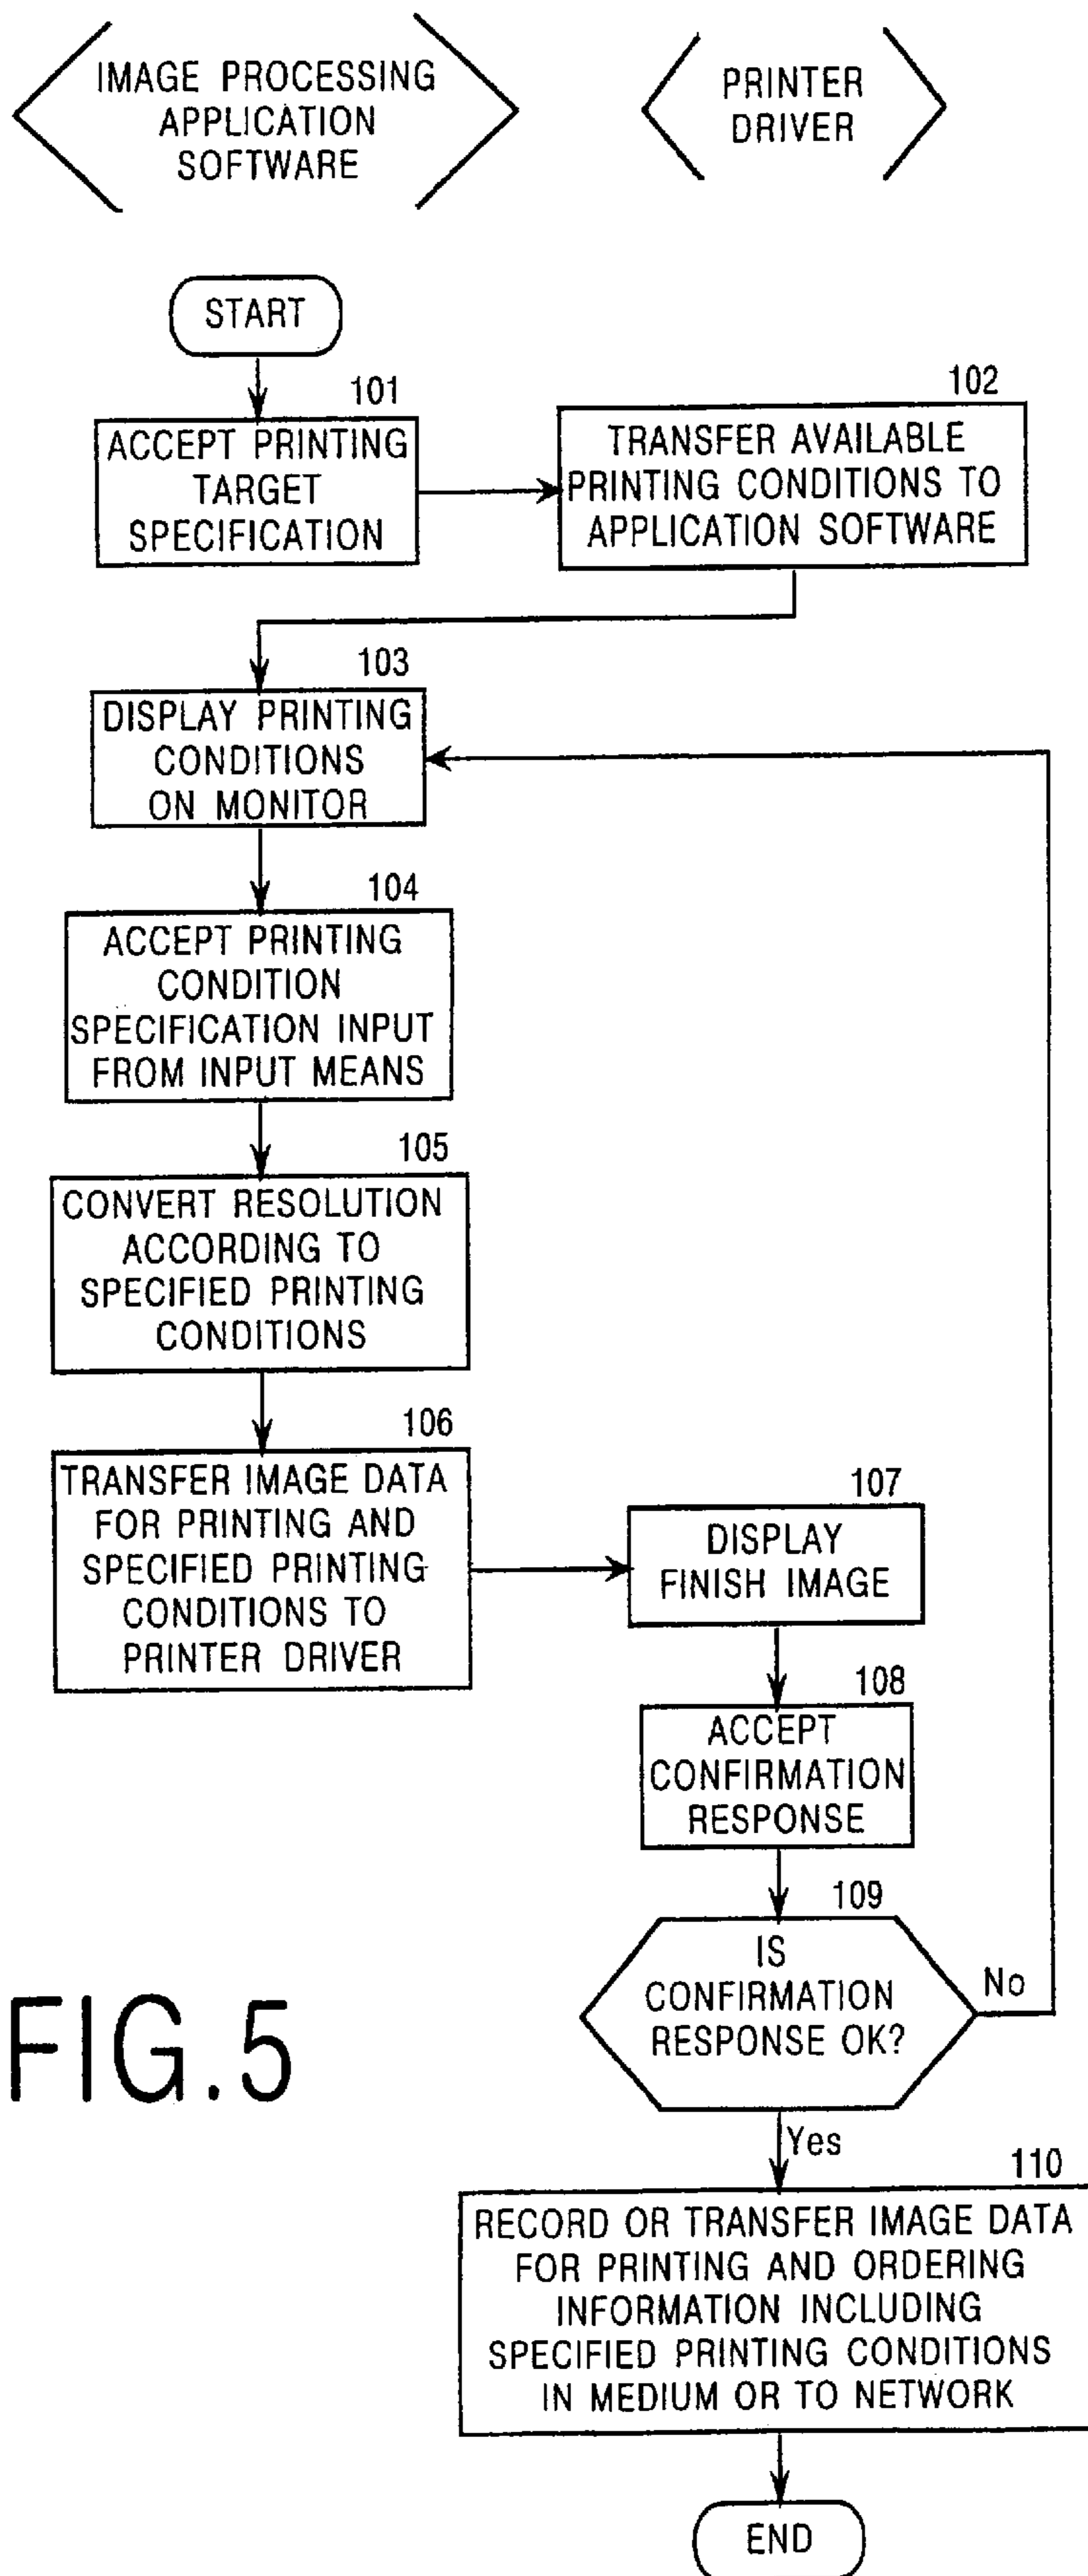 IMAGE PROCESSING
APPLICATION
SOFTWARE
PRINTER
DRIVER
START
101
ACCEPT PRINTING
TARGET
SPECIFICATION
102
TRANSFER AVAILABLE
PRINTING CONDITIONS TO
APPLICATION SOFTWARE
103
DISPLAY PRINTING
CONDITIONS
ON MONITOR
104
ACCEPT PRINTING
CONDITION
SPECIFICATION INPUT
FROM INPUT MEANS
105
CONVERT RESOLUTION
ACCORDING TO
SPECIFIED PRINTING
CONDITIONS
106
TRANSFER IMAGE DATA
FOR PRINTING AND
SPECIFIED PRINTING
CONDITIONS TO
PRINTER DRIVER
107
DISPLAY
FINISH IMAGE
108
ACCEPT
CONFIRMATION
RESPONSE
109
IS
CONFIRMATION
RESPONSE OK?
No
Yes
110
RECORD OR TRANSFER IMAGE DATA
FOR PRINTING AND ORDERING
INFORMATION INCLUDING
SPECIFIED PRINTING CONDITIONS
IN MEDIUM OR TO NETWORK
END
FIG.5